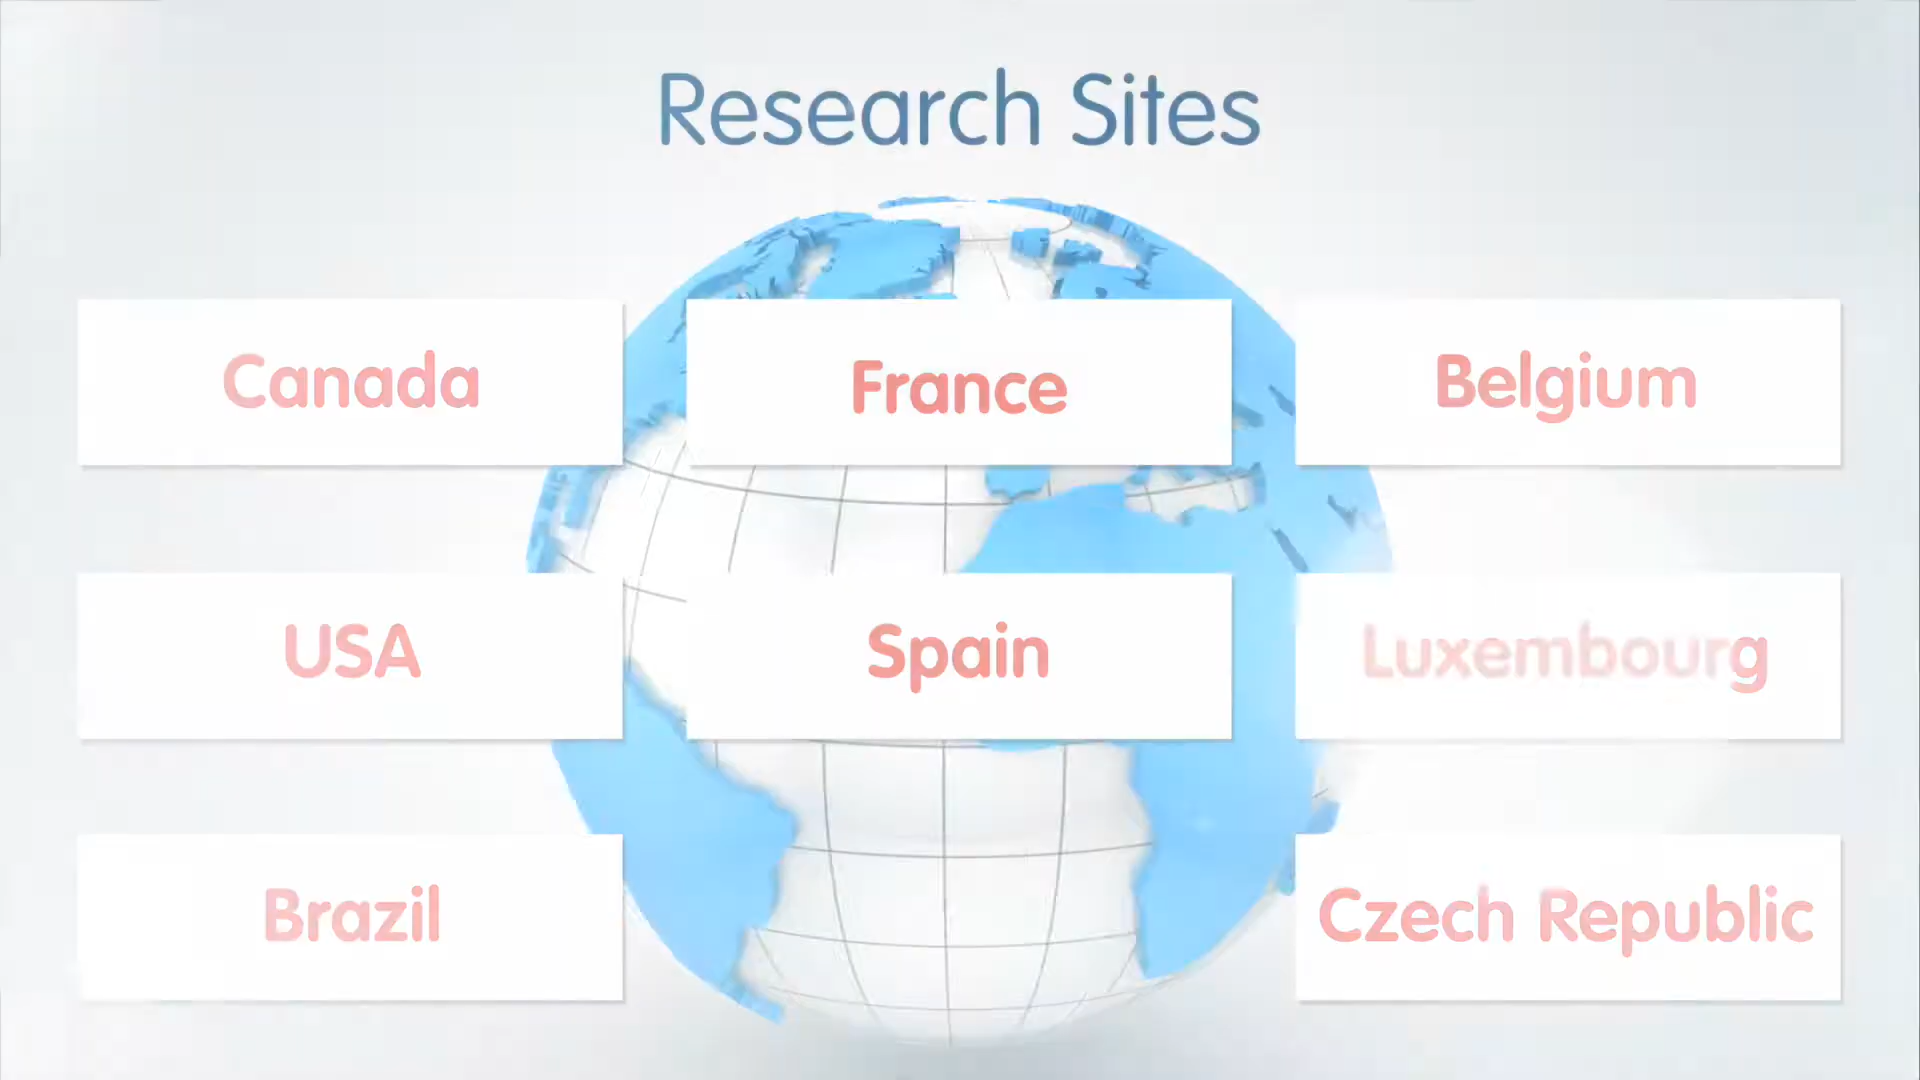 Research Sites
Canada
France
Belgium
USA
Spain
Luxembourg
Brazil
Czech Republic